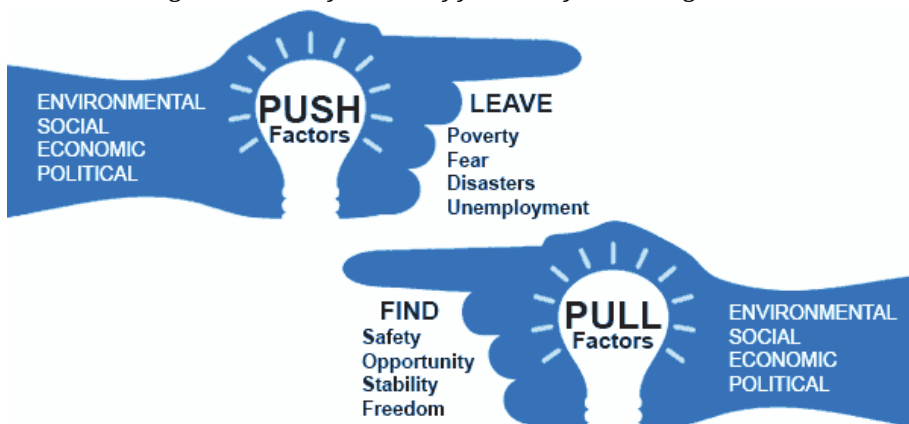 ENVIRONMENTAL
SOCIAL
ECONOMIC
POLITICAL
PUSH
Factors
LEAVE
Poverty
Fear
Disasters
Unemployment
FIND
Safety
Opportunity
Stability
Freedom
PULL
Factors
ENVIRONMENTAL
SOCIAL
ECONOMIC
POLITICAL